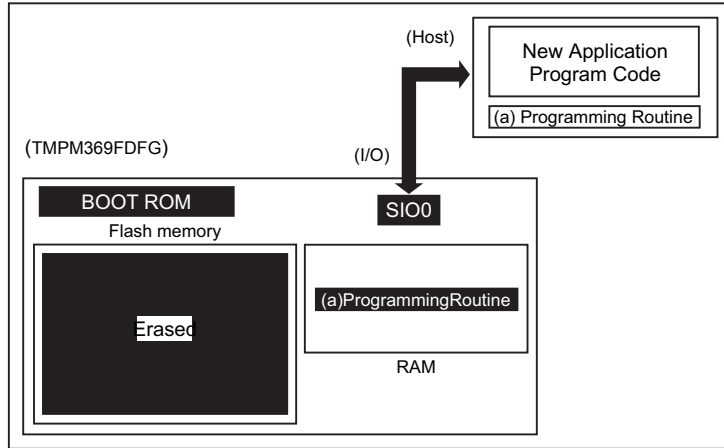 (Host)
New Application
Program Code
(a) Programming Routine
(TMPM369FDFG)
(I/O)
BOOT ROM
SIO0
Flash memory
(a)ProgrammingRoutine
Erased
RAM